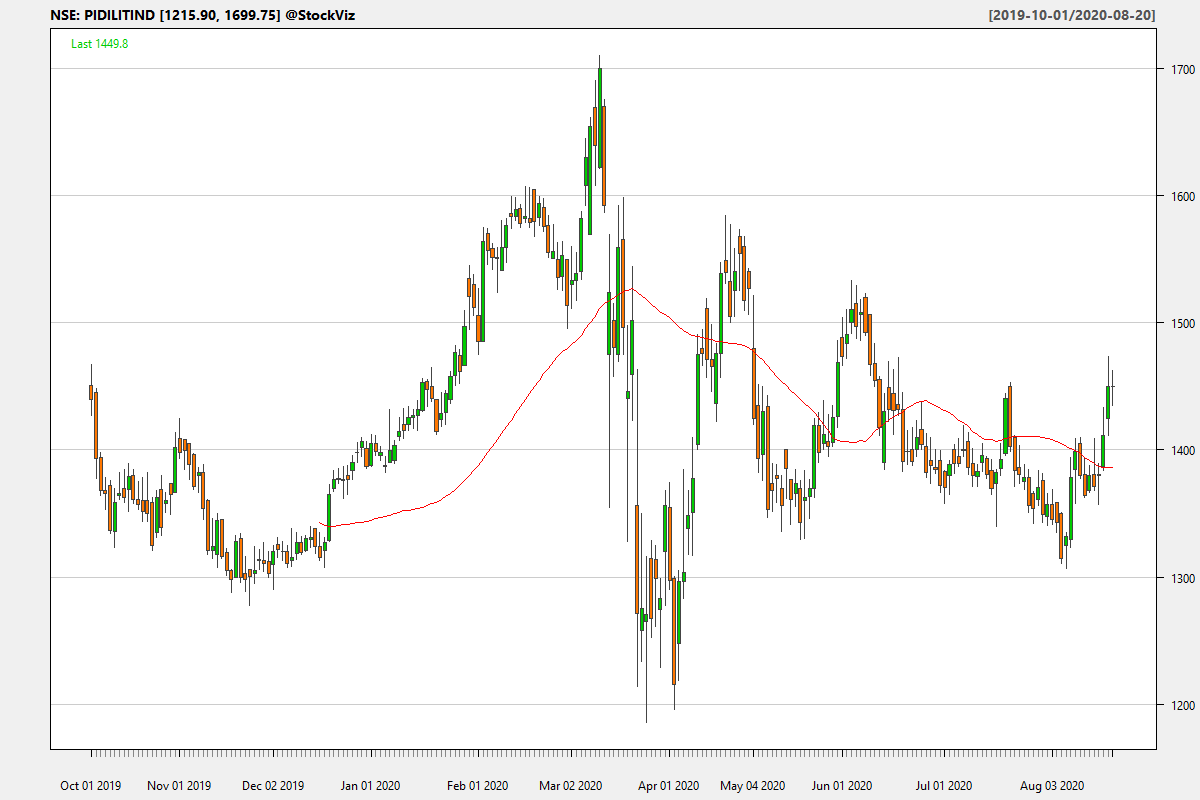 NSE: PIDILITIND [1215.90, 1699.75] @StockViz
[2019-10-01/2020-08-20]
Last 1449.8
1700
1600
1500
1400
1300
1200
Oct 01 2019 Nov 01 2019 Dec 02 2019 Jan 01 2020 Feb 01 2020 Mar 02 2020 Apr 01 2020 May 04 2020 Jun 01 2020 Jul 01 2020 Aug 03 2020